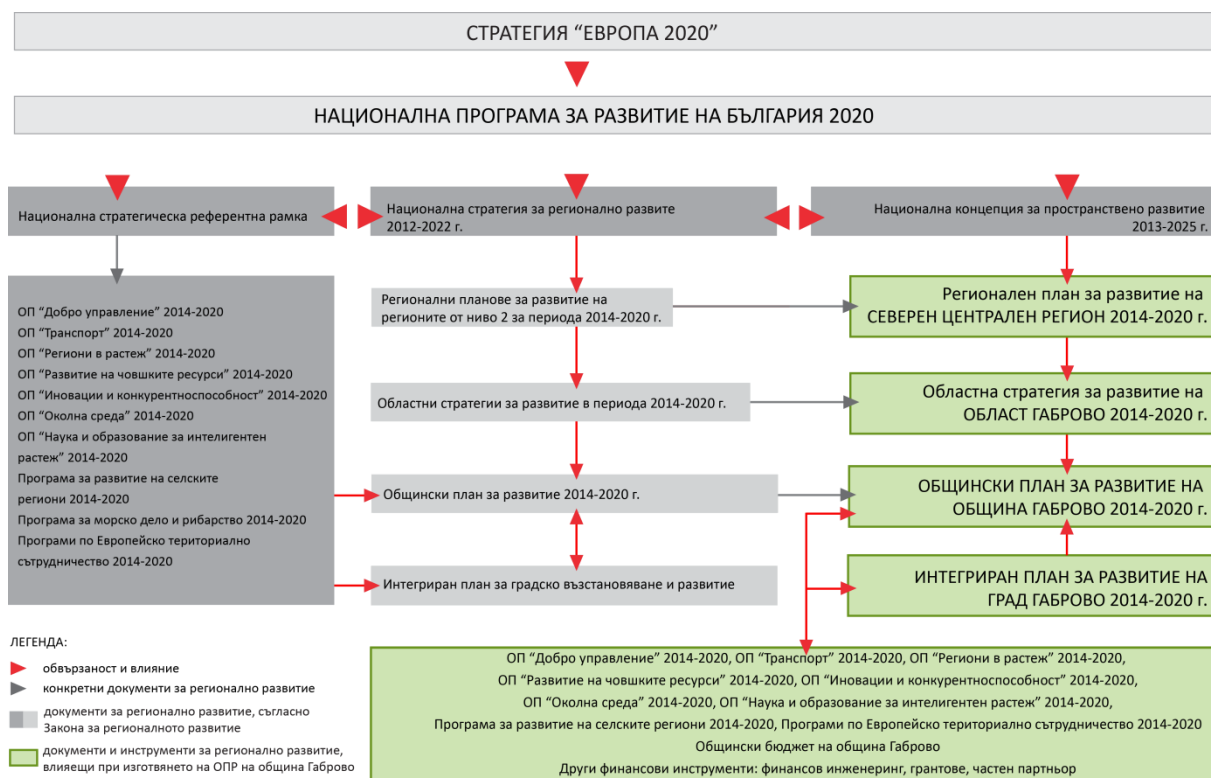 СТРАТЕГИЯ “ЕВРОПА 2020”
НАЦИОНАЛНА ПРОГРАМА ЗА РАЗВИТИЕ НА БЪЛГАРИЯ 2020
Национална стратегическа референтна рамка
Национална стратегия за регионално развите
2012-2022 г.
Национална концепция за пространствено развитие
2013-2025 г.
ОП “Добро управление” 2014-2020
ОП “Транспорт” 2014-2020
ОП “Региони в растеж” 2014-2020
ОП “Развитие на човшките ресурси” 2014-2020
ОП “Иновации и конкурентноспособност” 2014-2020
ОП “Околна среда” 2014-2020
ОП “Наука и образование за интелигентен
растеж” 2014-2020
Програма за развитие на селските
региони 2014-2020
Програма за морско дело и рибарство 2014-2020
Програми по Европейско териториално
сътрудничество 2014-2020
Регионални планове за развитие на
регионите от ниво 2 за периода 2014-2020 г.
Областни стратегии за развитие в периода 2014-2020 г.
Общински план за развитие 2014-2020 г.
Интегриран план за градско възстановяване и развитие
Регионален план за развитие на
СЕВЕРЕН ЦЕНТРАЛЕН РЕГИОН 2014-2020 г.
Областна стратегия за развитие на
ОБЛАСТ ГАБРОВО 2014-2020 г.
ОБЩИНСКИ ПЛАН ЗА РАЗВИТИЕ НА
ОБЩИНА ГАБРОВО 2014-2020 г.
ИНТЕГРИРАН ПЛАН ЗА РАЗВИТИЕ НА
ГРАД ГАБРОВО 2014-2020 г.
ЛЕГЕНДА:
обвързаност и влияние
конкретни документи за регионално развитие
документи за регионално развитие, съгласно
Закона за регионалното развитие
документи и инструменти за регионално развитие,
влияещи при изготвянето на ОПР на община Габрово
ОП “Добро управление” 2014-2020, ОП “Транспорт” 2014-2020, ОП “Региони в растеж” 2014-2020,
ОП “Развитие на човшките ресурси” 2014-2020, ОП “Иновации и конкурентноспособност” 2014-2020,
ОП “Околна среда” 2014-2020, ОП “Наука и образование за интелигентен растеж” 2014-2020,
Програма за развитие на селските региони 2014-2020, Програми по Европейско териториално сътрудничество 2014-2020
Общински бюджет на община Габрово
Други финансови инструменти: финансов инженеринг, грантове, частен партньор